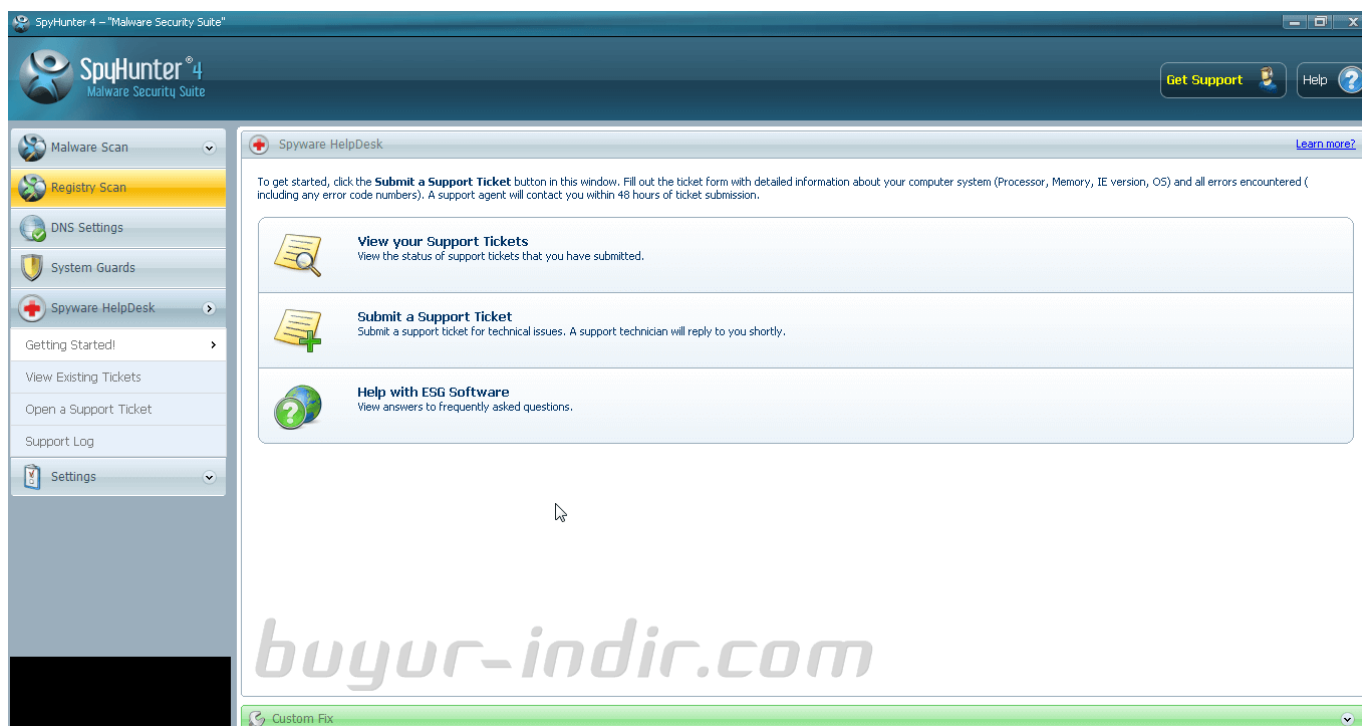 SpyHunter 4 – "Malware Security Suite"
SpyHunter®4
Malware Security Suite
Get Support
Help
Malware Scan
Registry Scan
DNS Settings
System Guards
Spyware HelpDesk
Getting Started!
View Existing Tickets
Open a Support Ticket
Support Log
Settings
Spyware HelpDesk
Learn more?
To get started, click the Submit a Support Ticket button in this window. Fill out the ticket form with detailed information about your computer system (Processor, Memory, IE version, OS) and all errors encountered (
including any error code numbers). A support agent will contact you within 48 hours of ticket submission.
View your Support Tickets
View the status of support tickets that you have submitted.
Submit a Support Ticket
Submit a support ticket for technical issues. A support technician will reply to you shortly.
Help with ESG Software
View answers to frequently asked questions.
buyur-indir.com
Custom Fix